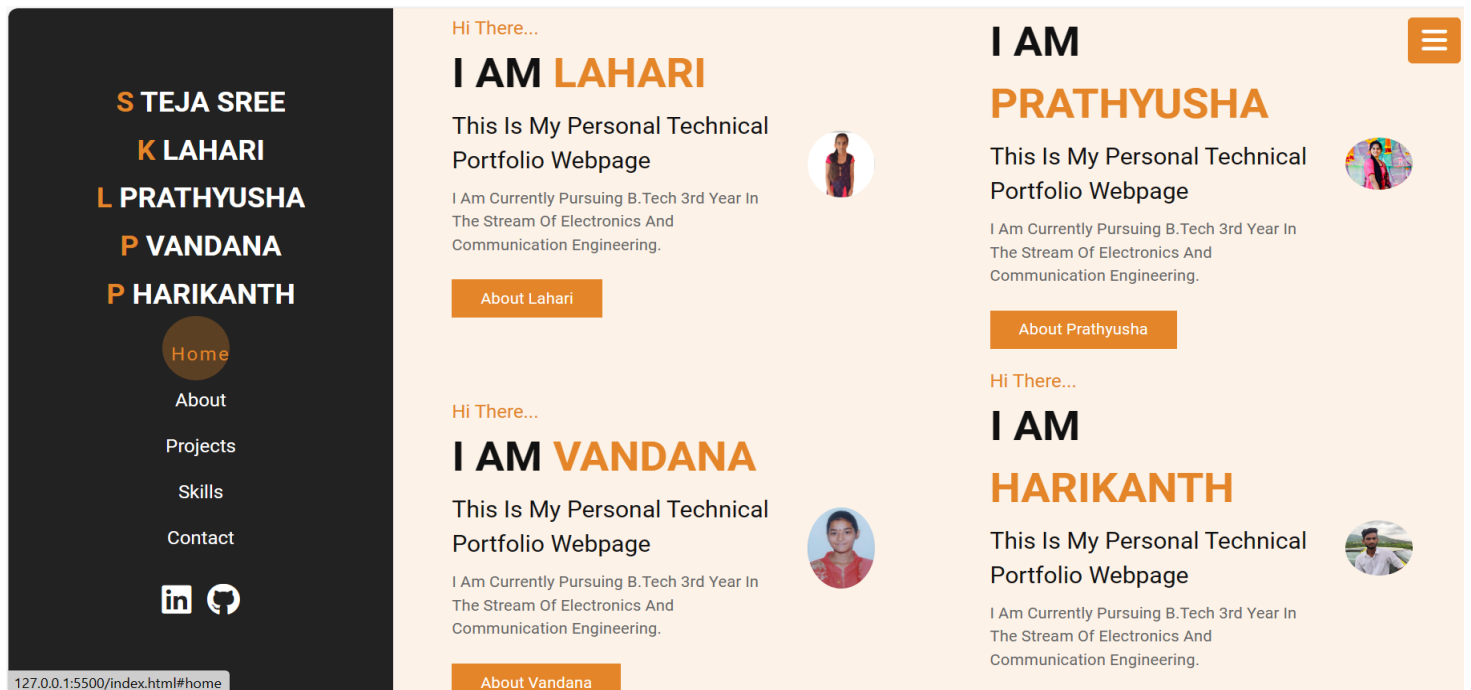 S TEJA SREE
K LAHARI
L PRATHYUSHA
P VANDANA
P HARIKANTH
Home
About
Projects
Skills
Contact
in
127.0.0.1:5500/index.html#home
Hi There...
I AM LAHARI
This Is My Personal Technical
Portfolio Webpage
I Am Currently Pursuing B.Tech 3rd Year In
The Stream Of Electronics And
Communication Engineering.
About Lahari
I AM
PRATHYUSHA
This Is My Personal Technical
Portfolio Webpage
I Am Currently Pursuing B.Tech 3rd Year In
The Stream Of Electronics And
Communication Engineering.
About Prathyusha
Hi There...
I AM VANDANA
This Is My Personal Technical
Portfolio Webpage
I Am Currently Pursuing B.Tech 3rd Year In
The Stream Of Electronics And
Communication Engineering.
About Vandana
Hi There...
I AM
HARIKANTH
This Is My Personal Technical
Portfolio Webpage
I Am Currently Pursuing B.Tech 3rd Year In
The Stream Of Electronics And
Communication Engineering.